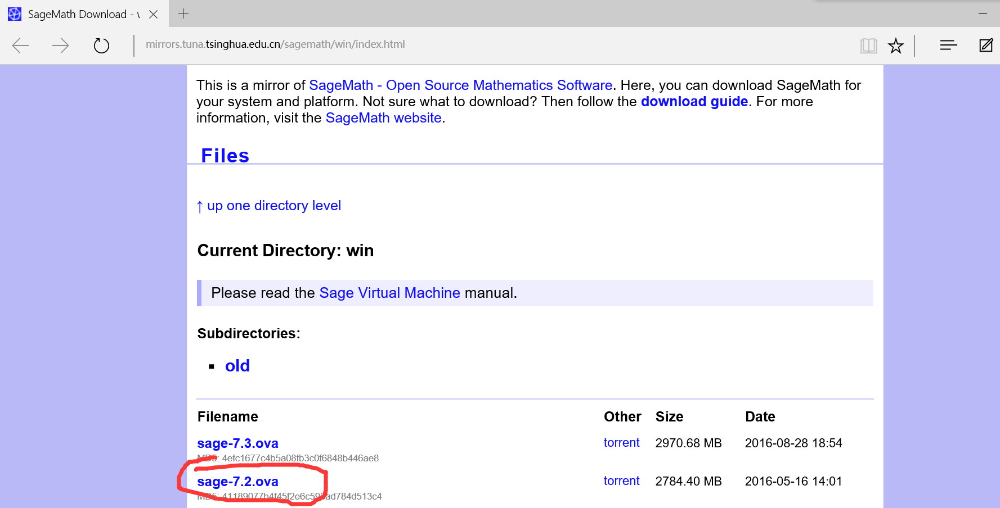 SageMath Download - v
mirrors.tuna.tsinghua.edu.cn/sagemath/win/index.html
This is a mirror of SageMath - Open Source Mathematics Software. Here, you can download SageMath for
your system and platform. Not sure what to download? Then follow the download guide. For more
information, visit the SageMath website.
Files
↑ up one directory level
Current Directory: win
Please read the Sage Virtual Machine manual.
Subdirectories:
▪ old
Filename Other Size Date
sage-7.3.ova torrent 2970.68 MB 2016-08-28 18:54
MD5: 4efc1677c4b5a08fb3c0f6848b446ae8
sage-7.2.ova torrent 2784.40 MB 2016-05-16 14:01
MD5: